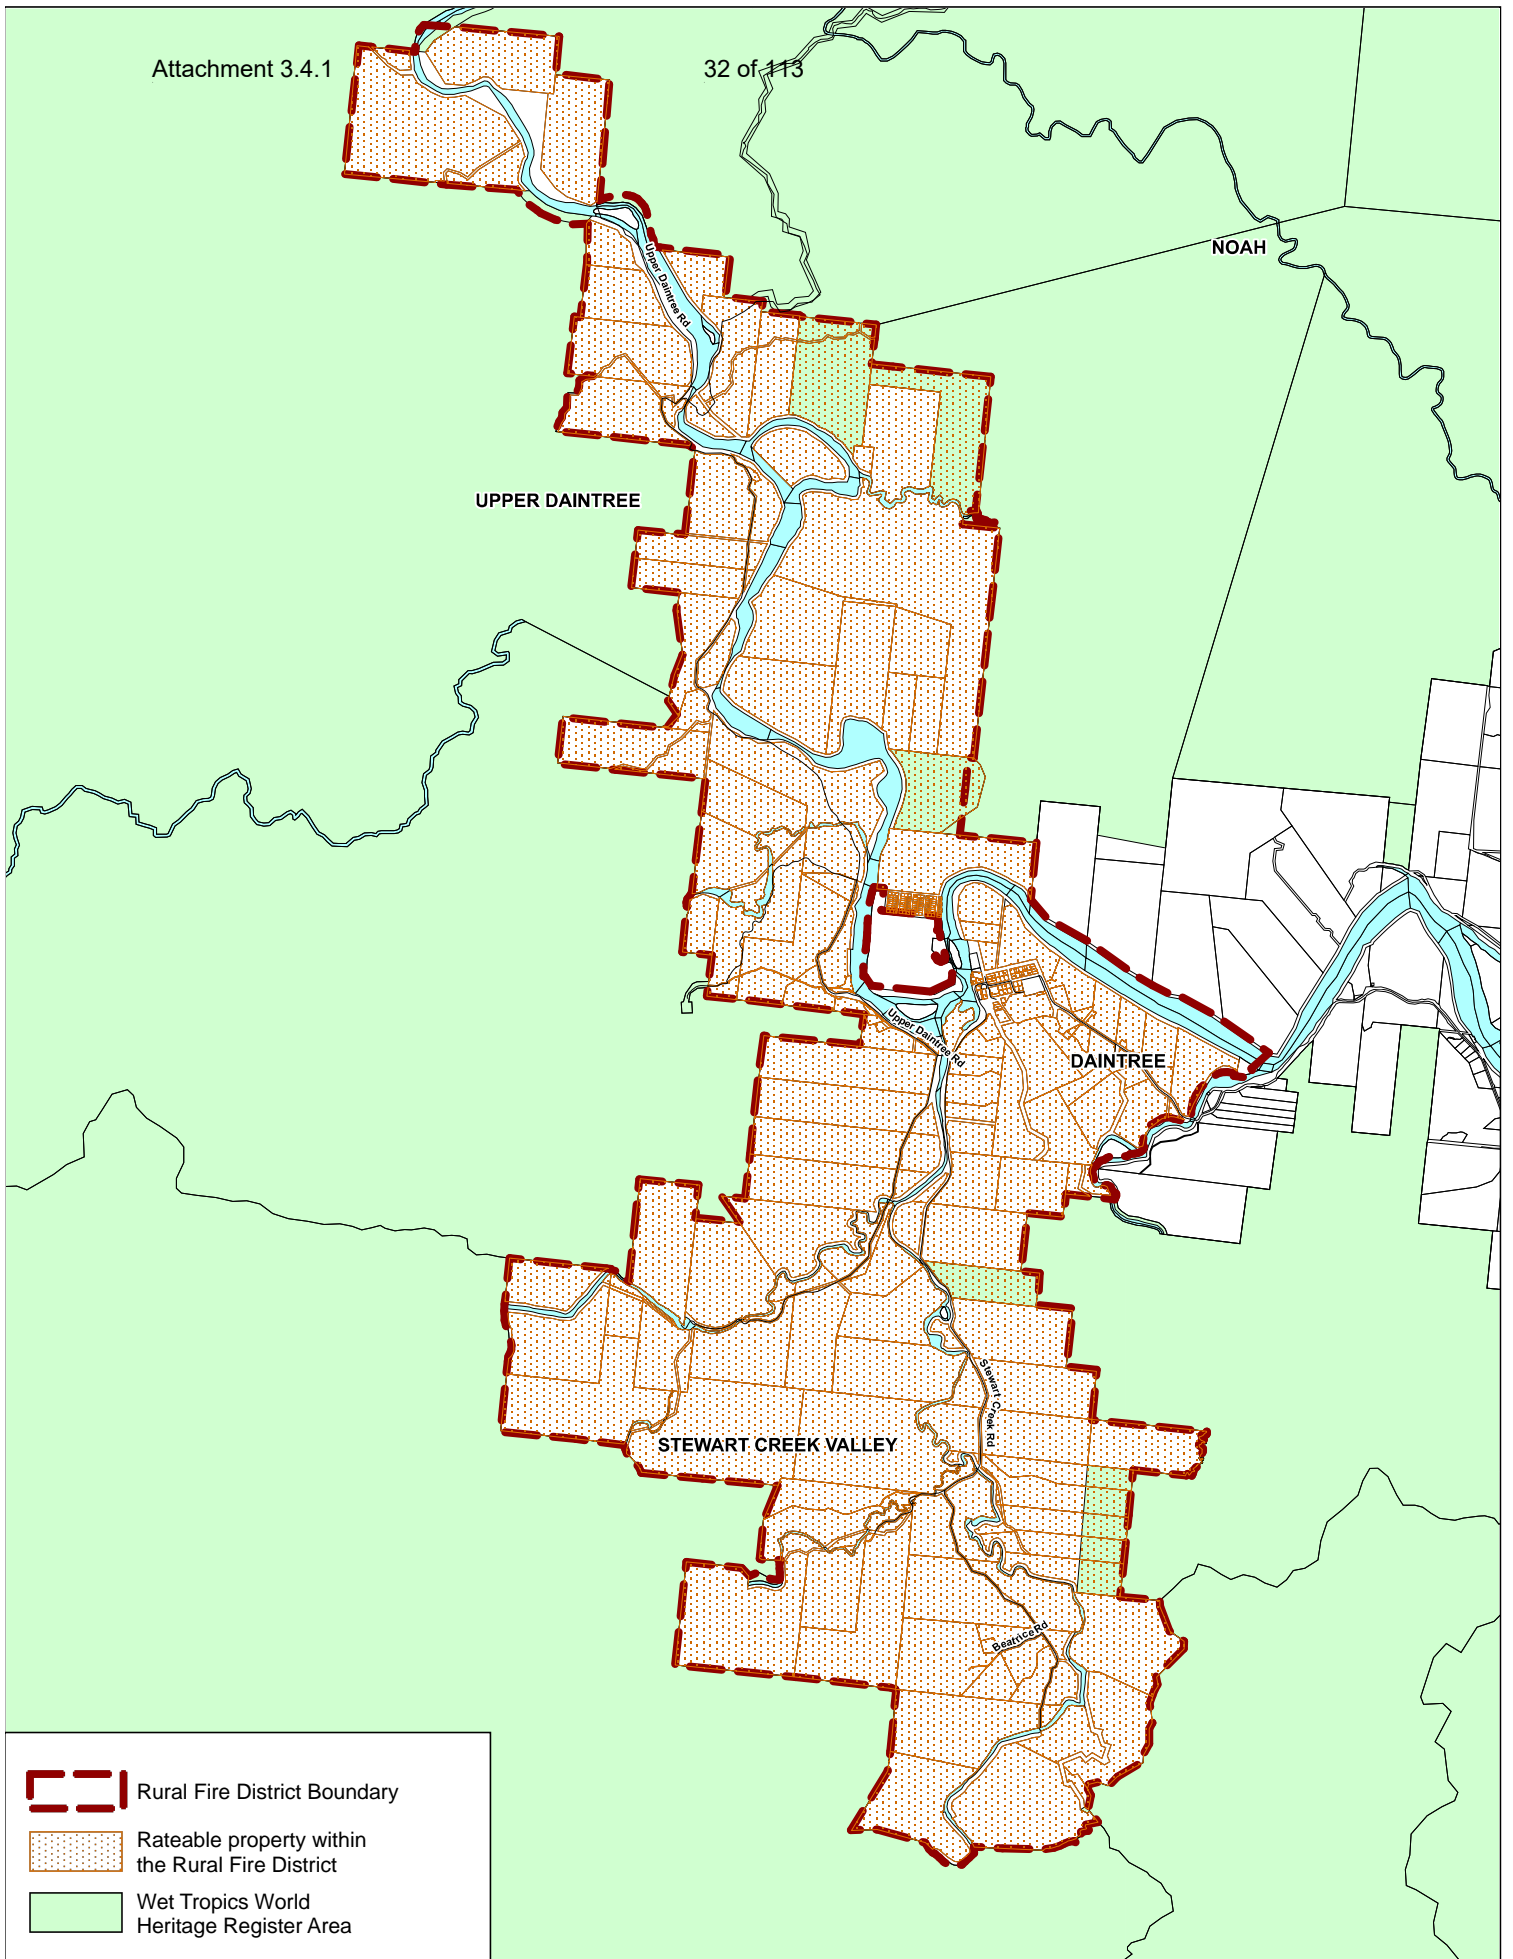 Attachment 3.4.1
32 of 113
NOAH
Upper Daintree Rd
UPPER DAINTREE
Upper Daintree Rd
DAINTREE
Stewart Creek Rd
STEWART CREEK VALLEY
Beatrice Rd
Rural Fire District Boundary
Rateable property within
the Rural Fire District
Wet Tropics World
Heritage Register Area